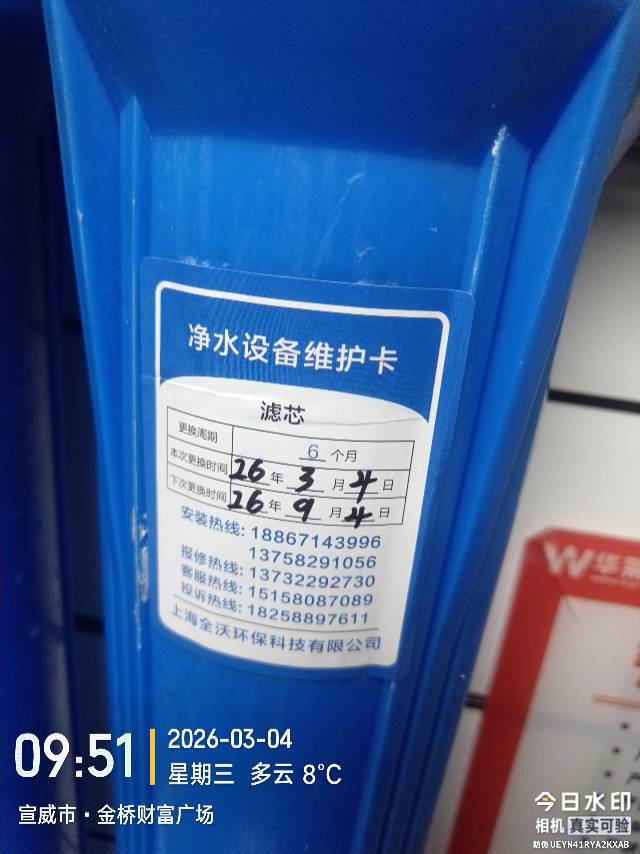 净水设备维护卡
滤芯
更换周期 6 个月
本次更换时间 26 年 3 月 4 日
下次更换时间 26 年 9 月 4 日
安装热线: 18867143996
13758291056
报修热线: 13732292730
客服热线: 15158087089
投诉热线: 18258897611
上海全沃环保科技有限公司
W华莱
09:51
2026-03-04
星期三 多云 8℃
宣威市·金桥财富广场
今日水印
相机 真实可验
防伪 UEYN41RYA2KXAB